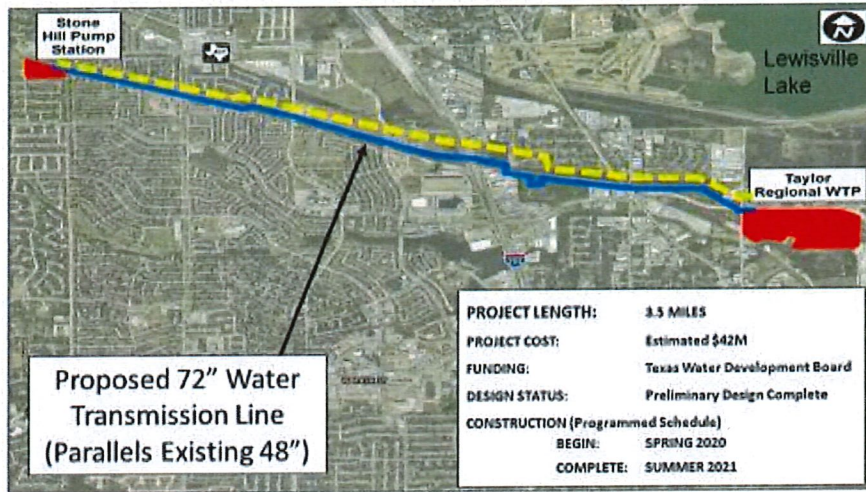 Stone
Hill Pump
Station
N
Lewisville
Lake
Taylor
Regional WTP
Proposed 72” Water
Transmission Line
(Parallels Existing 48”)
PROJECT LENGTH: 3.5 MILES
PROJECT COST: Estimated $42M
FUNDING: Texas Water Development Board
DESIGN STATUS: Preliminary Design Complete
CONSTRUCTION (Programmed Schedule)
BEGIN: SPRING 2020
COMPLETE: SUMMER 2021